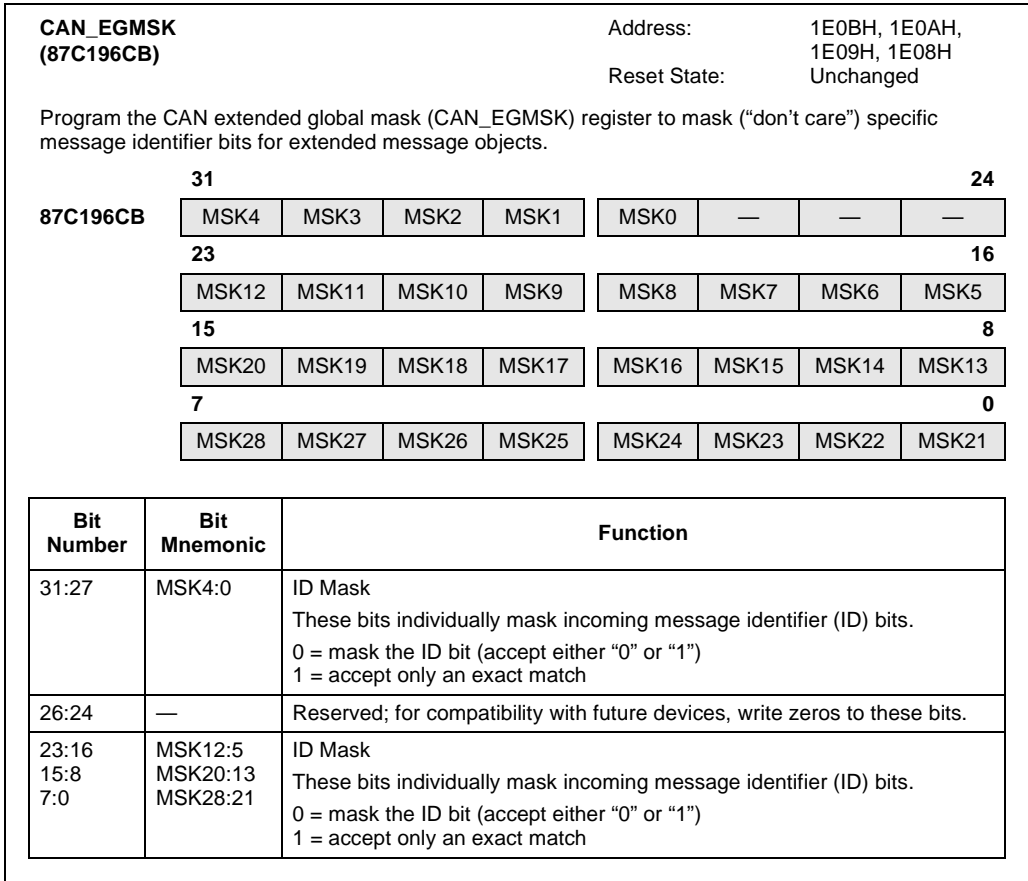 CAN_EGMSK Address: 1E0BH, 1E0AH,
(87C196CB) 1E09H, 1E08H
Reset State: Unchanged
Program the CAN extended global mask (CAN_EGMSK) register to mask (“don’t care”) specific
message identifier bits for extended message objects.
31 24
87C196CB MSK4 MSK3 MSK2 MSK1 MSK0 — — —
23 16
MSK12 MSK11 MSK10 MSK9 MSK8 MSK7 MSK6 MSK5
15 8
MSK20 MSK19 MSK18 MSK17 MSK16 MSK15 MSK14 MSK13
7 0
MSK28 MSK27 MSK26 MSK25 MSK24 MSK23 MSK22 MSK21
Bit Number Bit Mnemonic Function
31:27 MSK4:0 ID Mask
These bits individually mask incoming message identifier (ID) bits.
0 = mask the ID bit (accept either “0” or “1”)
1 = accept only an exact match
26:24 — Reserved; for compatibility with future devices, write zeros to these bits.
23:16 MSK12:5 ID Mask
15:8 MSK20:13 These bits individually mask incoming message identifier (ID) bits.
7:0 MSK28:21
0 = mask the ID bit (accept either “0” or “1”)
1 = accept only an exact match